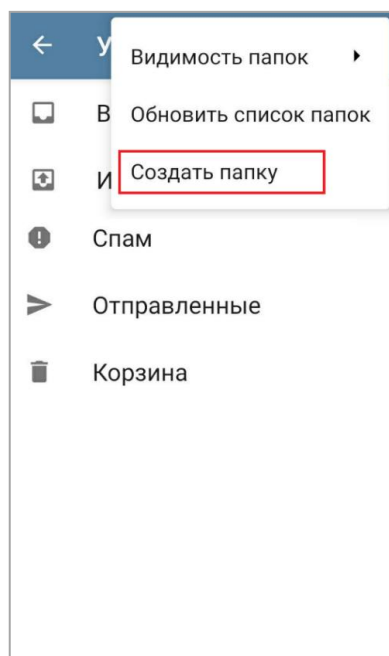 У
Видимость папок
В
Обновить список папок
И
Создать папку
Спам
Отправленные
Корзина